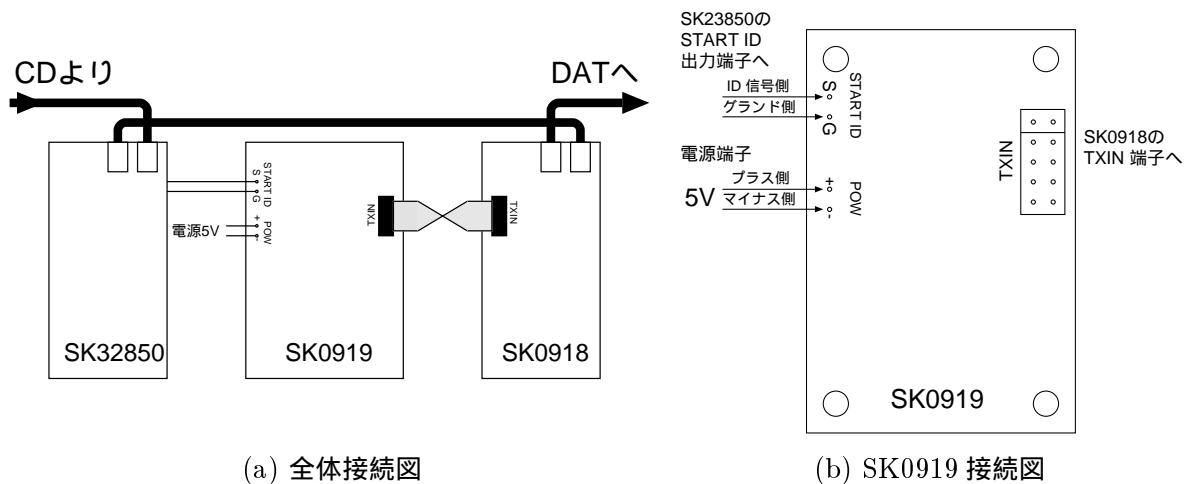 CDより
DATへ
START ID
S
G
+
-
POW
電源5V
TXIN
TXIN
SK32850
SK0919
SK0918
(a) 全体接続図
SK23850の
START ID
出力端子へ
ID 信号側
グランド側
S
G
START ID
電源端子
プラス側
5V
マイナス側
+
-
POW
TXIN
SK0918の
TXIN 端子へ
SK0919
(b) SK0919 接続図